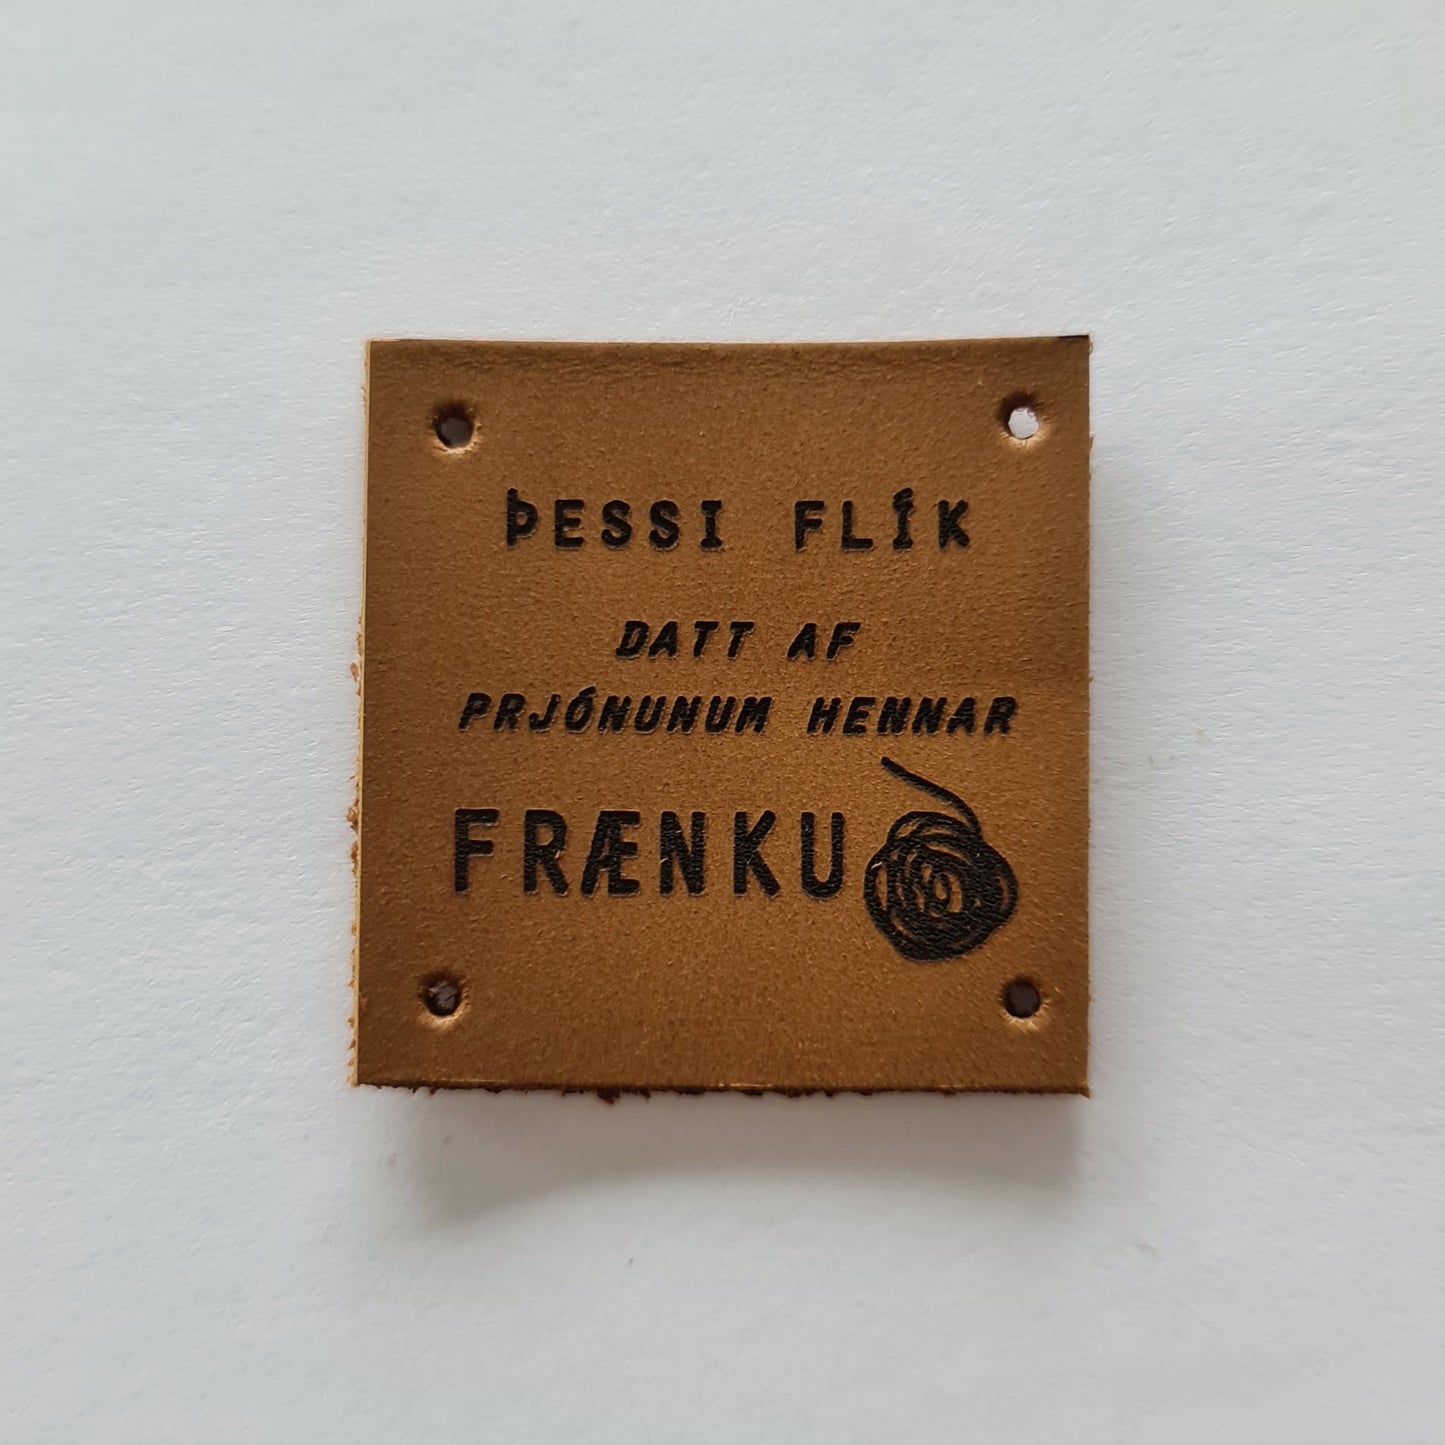 ÞESSI FLÍK
DATT AF
PRJÓNUNUM HENNAR
FRÆNKU